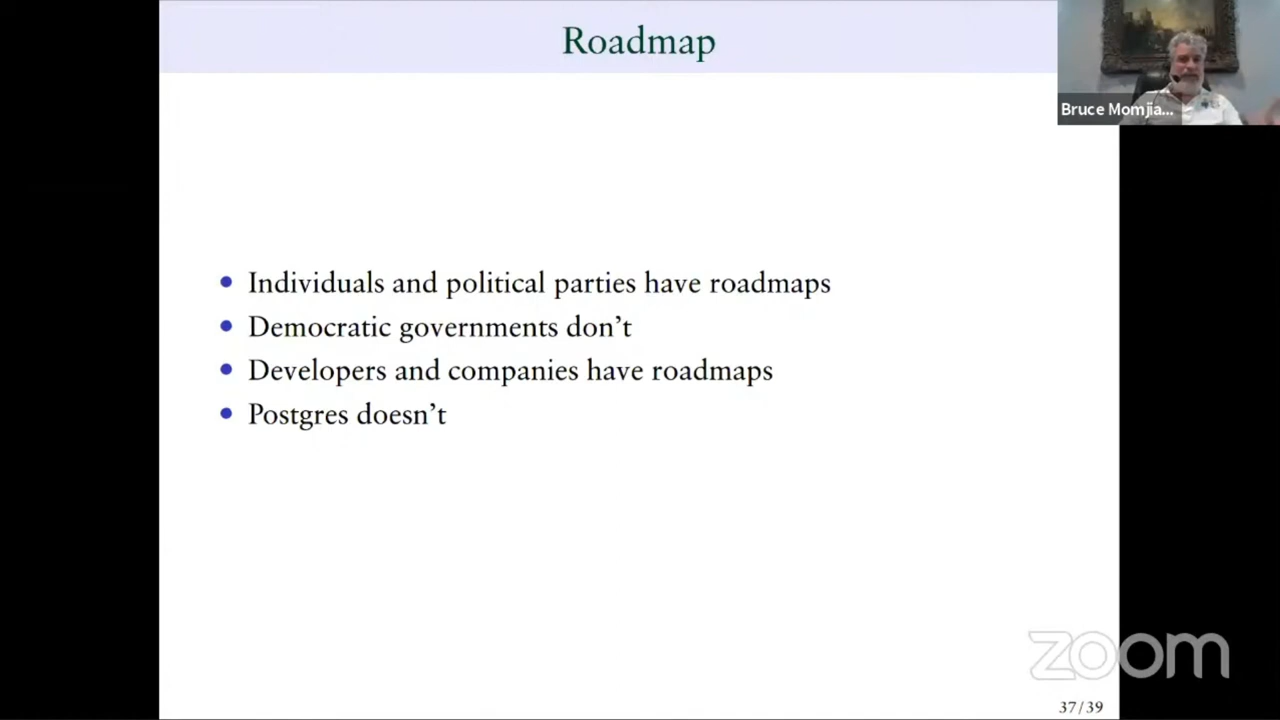 Roadmap
Bruce Momjia...
• Individuals and political parties have roadmaps
• Democratic governments don’t
• Developers and companies have roadmaps
• Postgres doesn’t
zoom
37/39